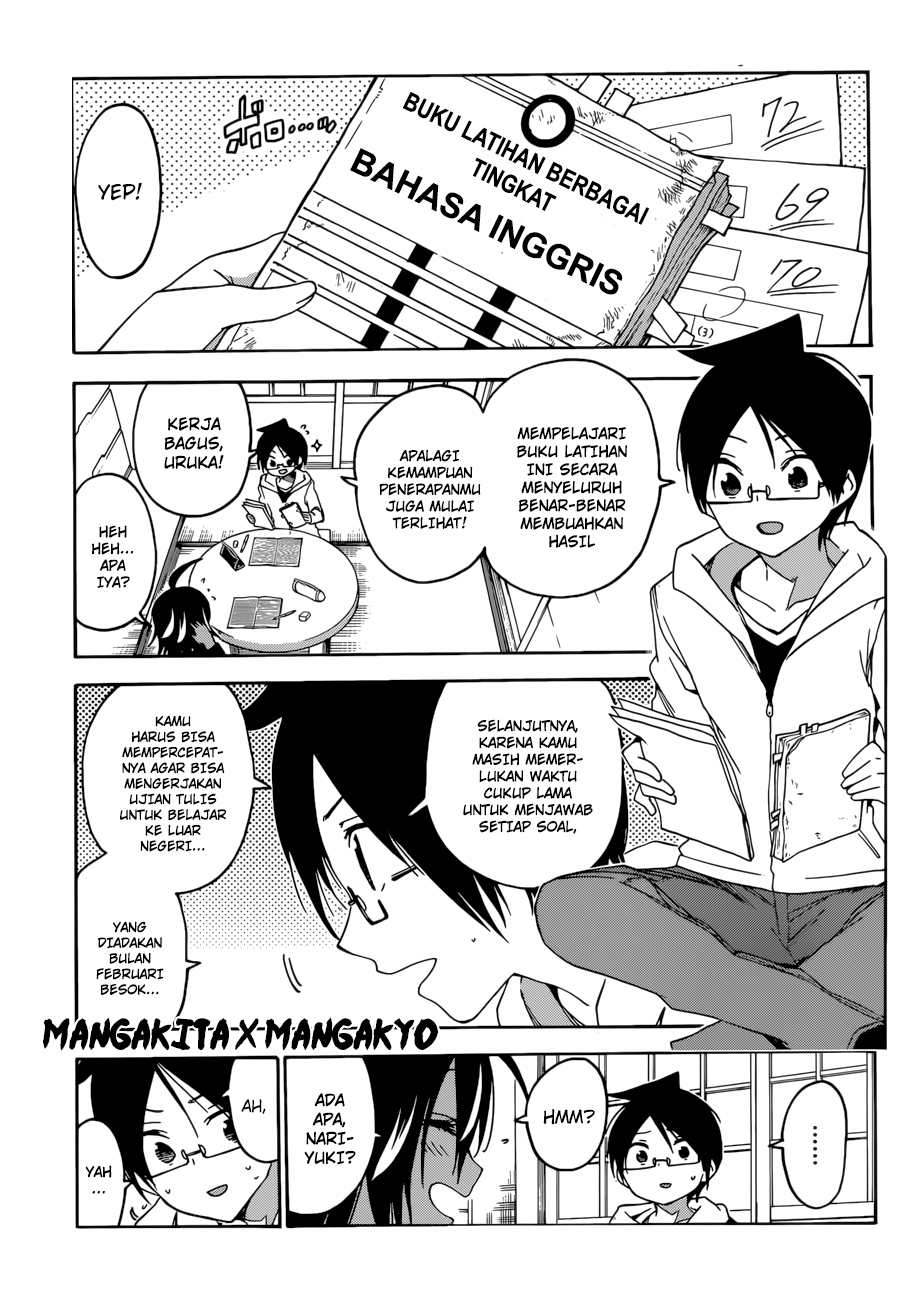 YEP!
ボロ……
BUKU LATIHAN BERBAGAI
TINGKAT
BAHASA INGGRIS
72
69
70
(3)
MEMPELAJARI
BUKU LATIHAN
INI SECARA
MENYELURUH
BENAR-BENAR
MEMBUAHKAN
HASIL
APALAGI
KEMAMPUAN
PENERAPANMU
JUGA MULAI
TERLIHAT!
KERJA
BAGUS,
URUKA!
HEH
HEH...
APA
IYA?
SELANJUTNYA,
KARENA KAMU
MASIH MEMER-
LUKAN WAKTU
CUKUP LAMA
UNTUK MENJAWAB
SETIAP SOAL,
KAMU
HARUS BISA
MEMPERCEPAT-
NYA AGAR BISA
MENGERJAKAN
UJIAN TULIS
UNTUK BELAJAR
KE LUAR
NEGERI...
YANG
DIADAKAN
BULAN
FEBRUARI
BESOK...
MANGAKITA X MANGAKYO
........
HMM?
ADA
APA,
NARI-
YUKI?
AH,
YAH
...